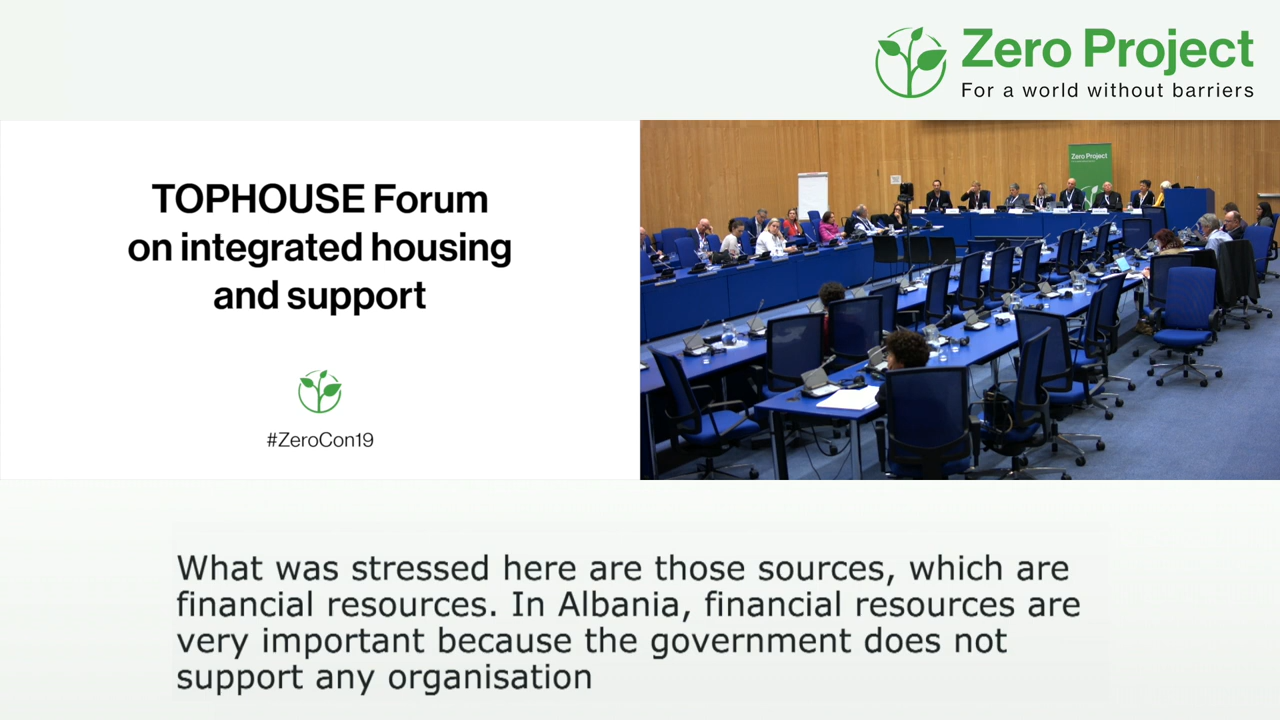 Zero Project
For a world without barriers
TOPHOUSE Forum
on integrated housing
and support
#ZeroCon19
Zero Project
What was stressed here are those sources, which are
financial resources. In Albania, financial resources are
very important because the government does not
support any organisation